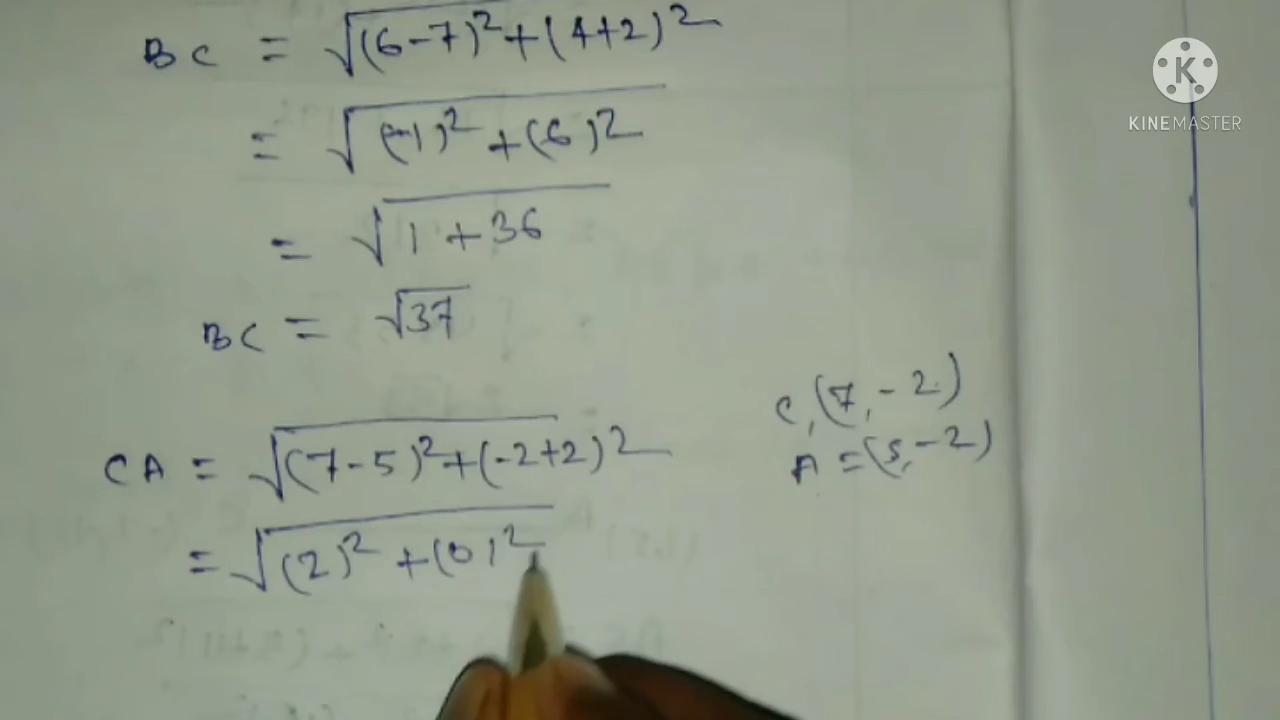 BC = √(6-7)²+(4+2)²
= √(-1)²+(6)²
= √1+36
BC = √37
CA = √(7-5)²+(-2+2)²
= √(2)²+(0)²
C,(7,-2)
A=(5,-2)
K
KINEMASTER